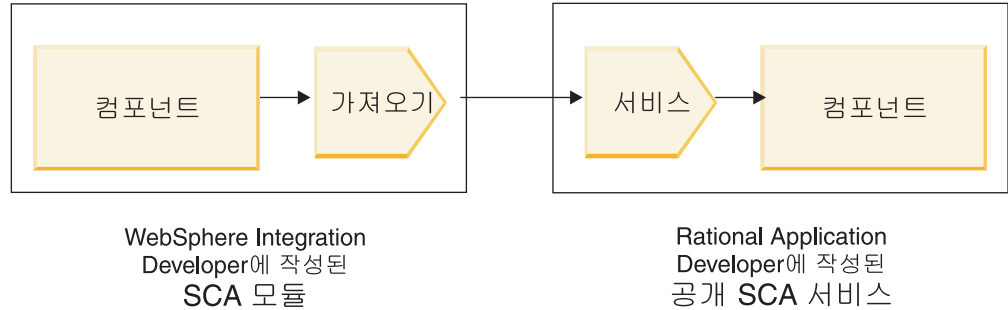 컴포넌트
가져오기
서비스
컴포넌트
WebSphere Integration
Developer에 작성된
SCA 모듈
Rational Application
Developer에 작성된
공개 SCA 서비스